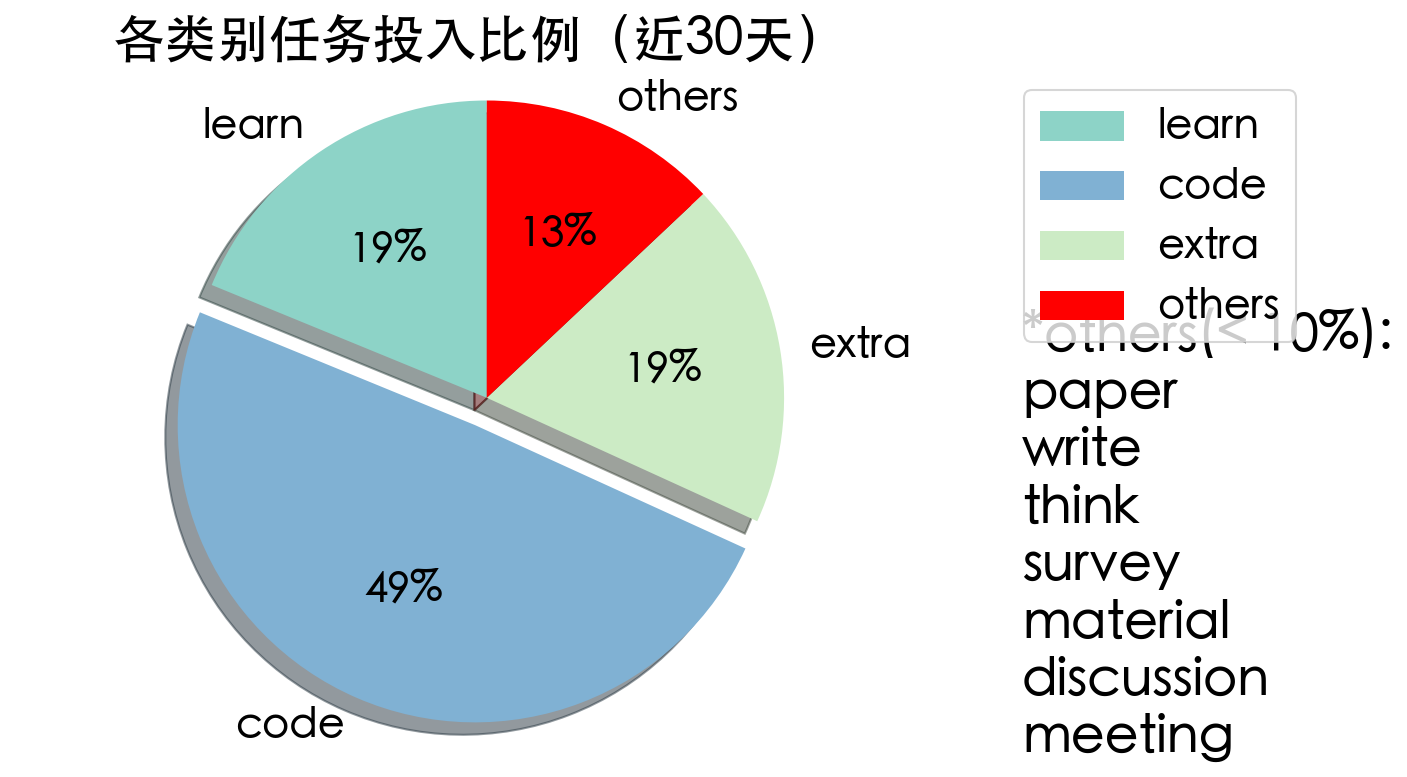 各类别任务投入比例（近30天）
others
learn
19%
13%
extra
19%
49%
code
learn
code
extra
others
*others(< 10%):
paper
write
think
survey
material
discussion
meeting